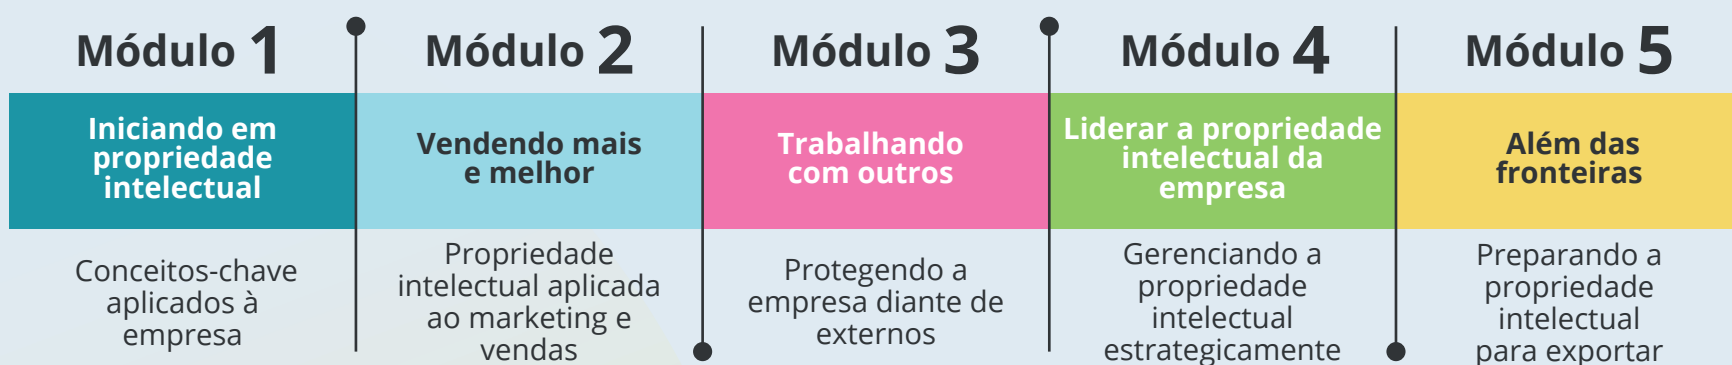 Módulo 1
Iniciando em
propriedade
intelectual
Conceitos-chave
aplicados à
empresa
Módulo 2
Vendendo mais
e melhor
Propriedade
intelectual aplicada
ao marketing e
vendas
Módulo 3
Trabalhando
com outros
Protegendo a
empresa diante de
externos
Módulo 4
Liderar a propriedade
intelectual da
empresa
Gerenciando a
propriedade
intelectual
estrategicamente
Módulo 5
Além das
fronteiras
Preparando a
propriedade
intelectual
para exportar